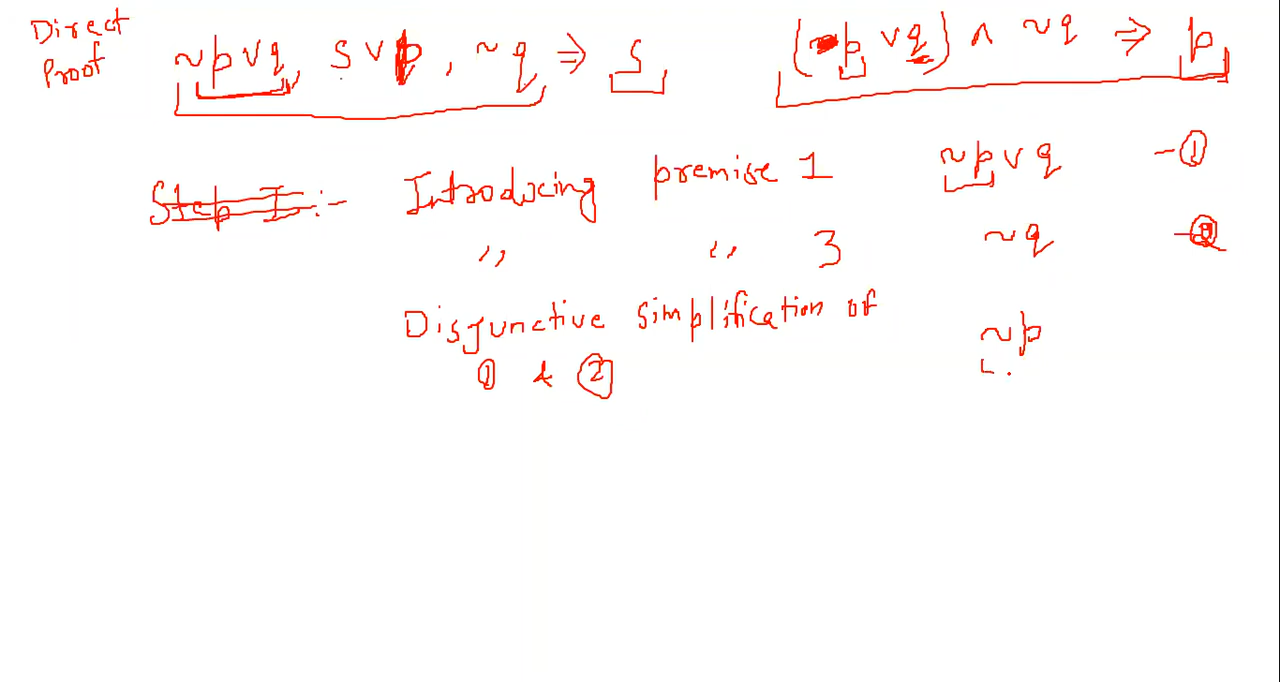 Direct Proof
~p∨q, s∨p, ~q ⇒ s
(p ∨ q) ∧ ~q ⇒ p
Step I:- Introducing premise 1 ~p∨q -①
,, ,, 3 ~q -②
Disjunctive simplification of ~p
① & ②